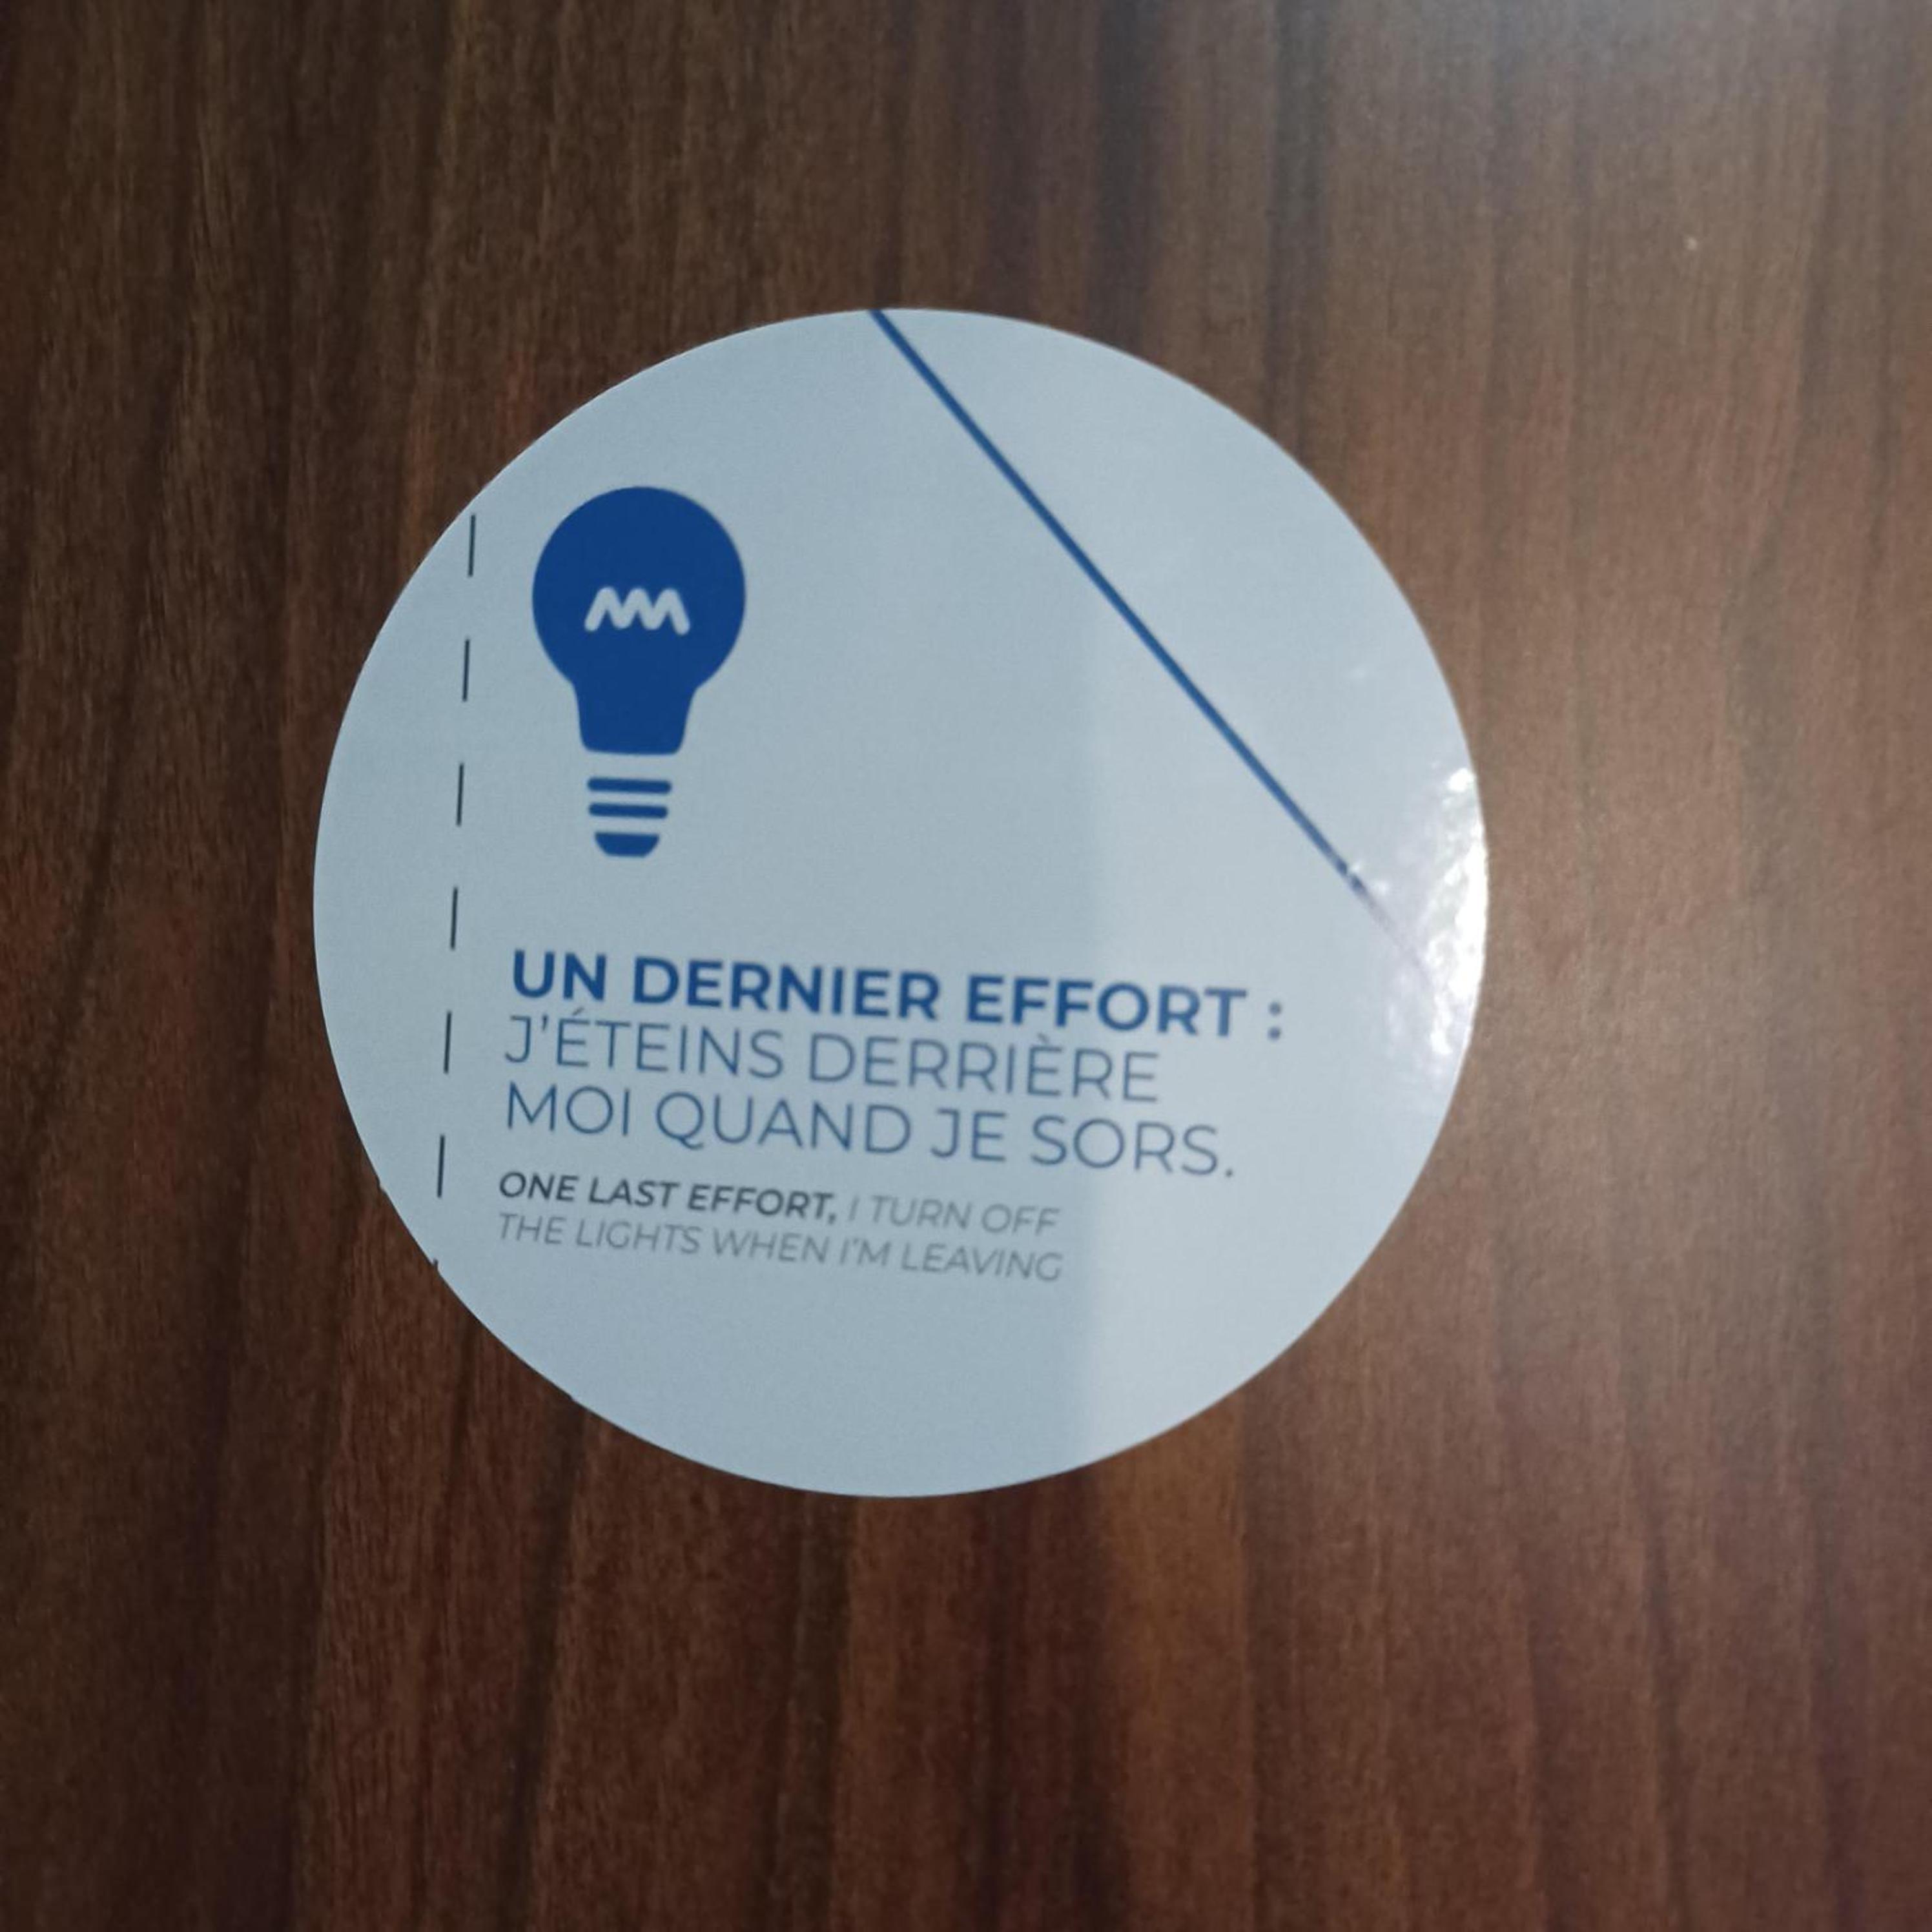 UN DERNIER EFFORT :
J'ÉTEINS DERRIÈRE
MOI QUAND JE SORS.
ONE LAST EFFORT, I TURN OFF
THE LIGHTS WHEN I'M LEAVING